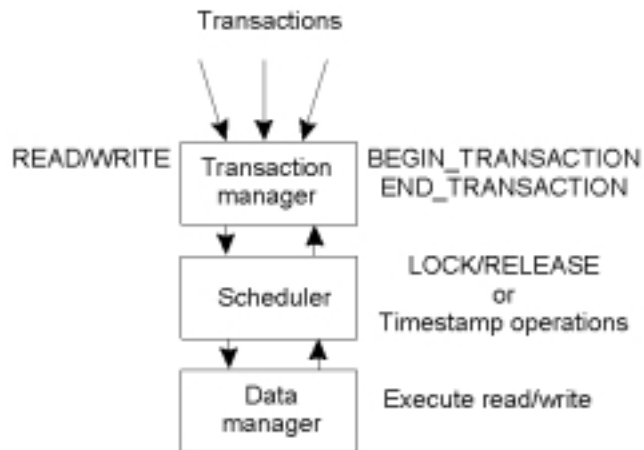 Transactions
READ/WRITE
Transaction
manager
BEGIN_TRANSACTION
END_TRANSACTION
Scheduler
LOCK/RELEASE
or
Timestamp operations
Data
manager
Execute read/write